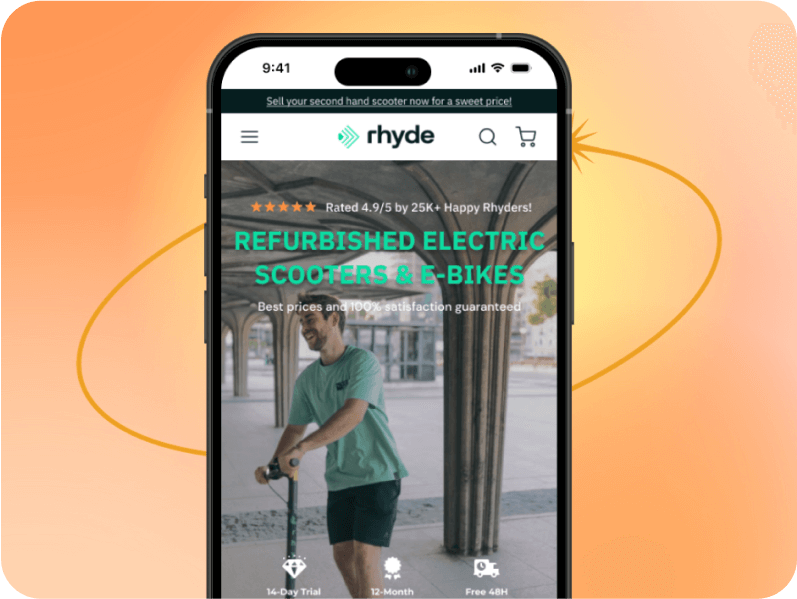 9:41
Sell your second hand scooter now for a sweet price!
rhyde
Rated 4.9/5 by 25K+ Happy Rhyders!
REFURBISHED ELECTRIC
SCOOTERS & E-BIKES
Best prices and 100% satisfaction guaranteed
14-Day Trial 12-Month Free 48H